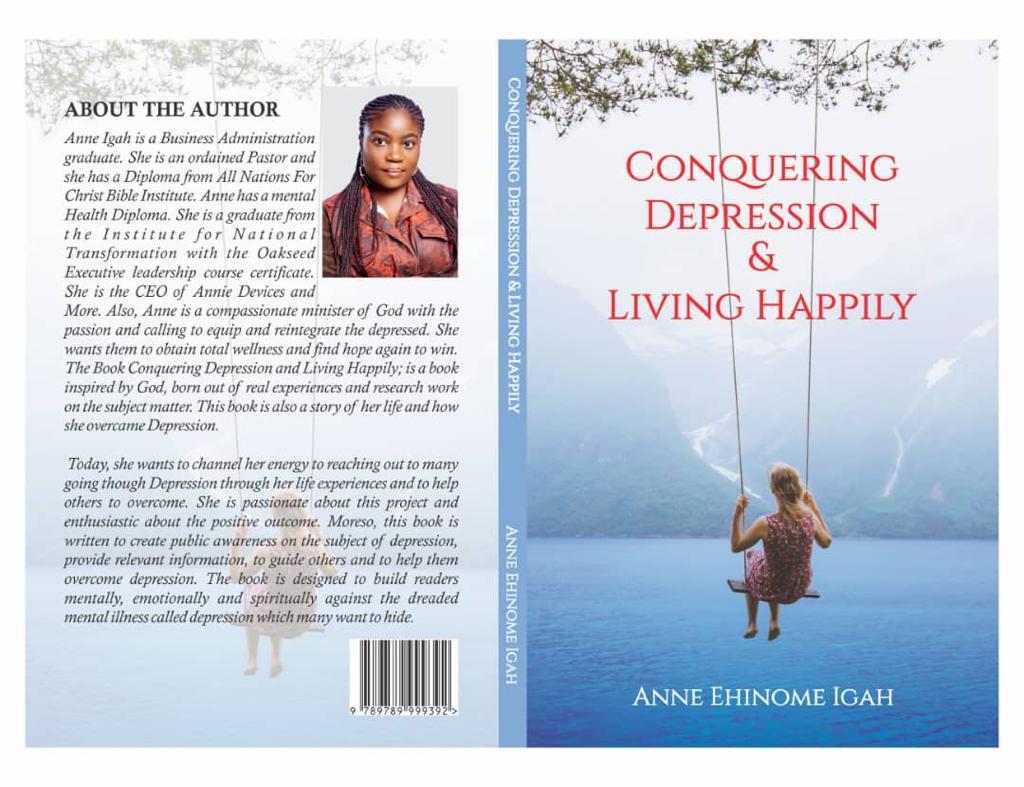 ABOUT THE AUTHOR
Anne Igah is a Business Administration
graduate. She is an ordained Pastor and
she has a Diploma from All Nations For
Christ Bible Institute. Anne has a mental
Health Diploma. She is a graduate from
the Institute for National
Transformation with the Oakseed
Executive leadership course certificate.
She is the CEO of Annie Devices and
More. Also, Anne is a compassionate minister of God with the
passion and calling to equip and reintegrate the depressed. She
wants them to obtain total wellness and find hope again to win.
The Book Conquering Depression and Living Happily; is a book
inspired by God, born out of real experiences and research work
on the subject matter. This book is also a story of her life and how
she overcame Depression.
Today, she wants to channel her energy to reaching out to many
going though Depression through her life experiences and to help
others to overcome. She is passionate about this project and
enthusiastic about the positive outcome. Moreso, this book is
written to create public awareness on the subject of depression,
provide relevant information, to guide others and to help them
overcome depression. The book is designed to build readers
mentally, emotionally and spiritually against the dreaded
mental illness called depression which many want to hide.
9 789789 999392 >
CONQUERING DEPRESSION & LIVING HAPPILY
ANNE EHINOME IGAH
CONQUERING
DEPRESSION
&
LIVING HAPPILY
ANNE EHINOME IGAH